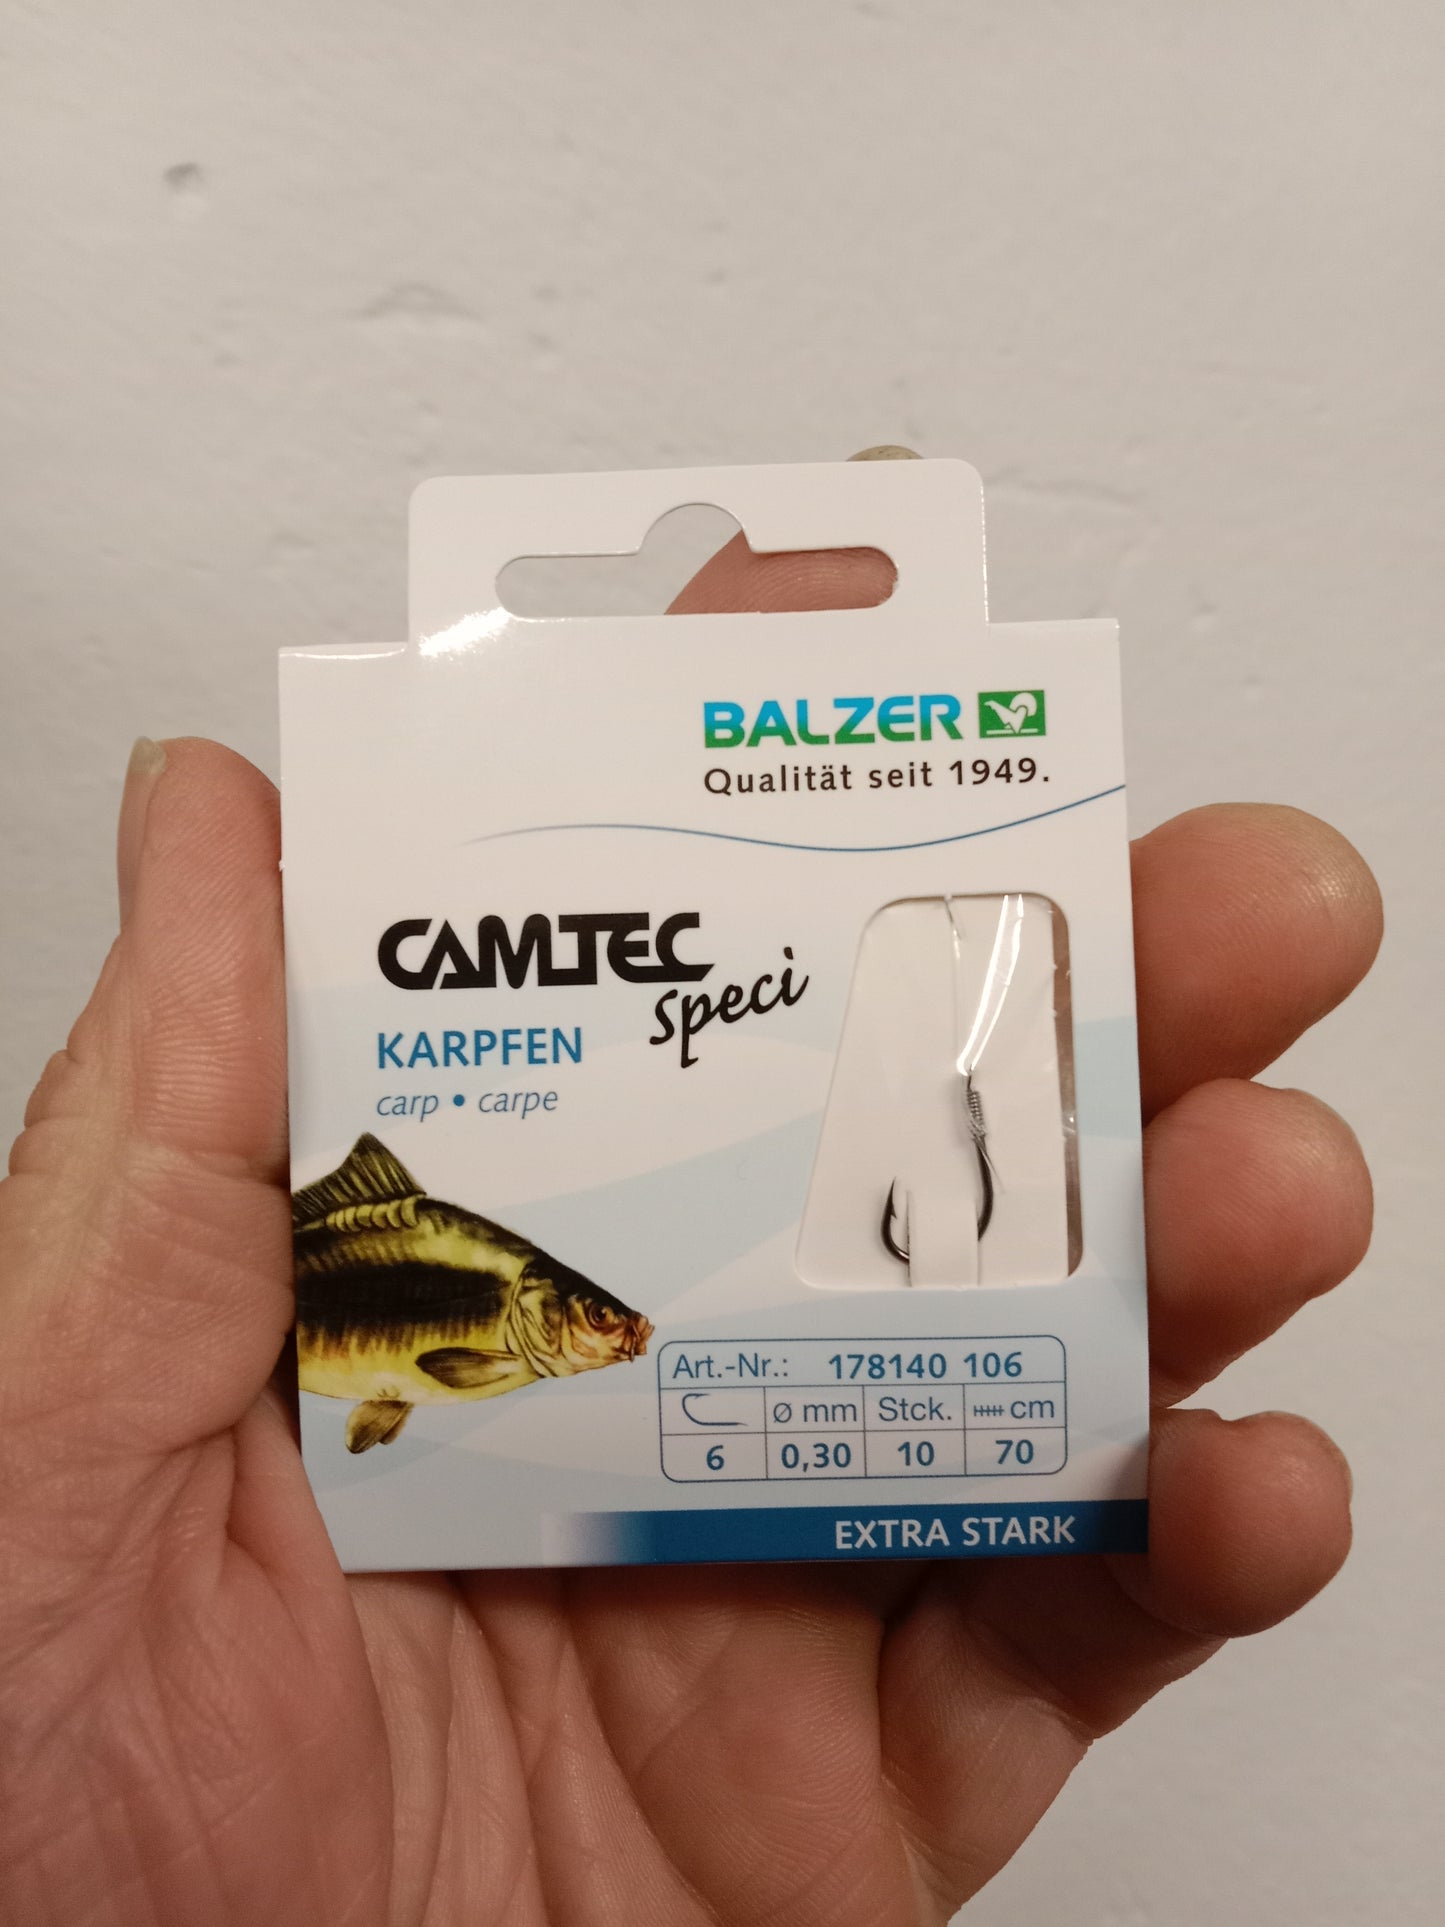 BALZER
Qualität seit 1949.
CAMTEC
speci
KARPFEN
carp • carpe
Art.-Nr.: 178140 106
Ø mm Stck. cm
6 0,30 10 70
EXTRA STARK